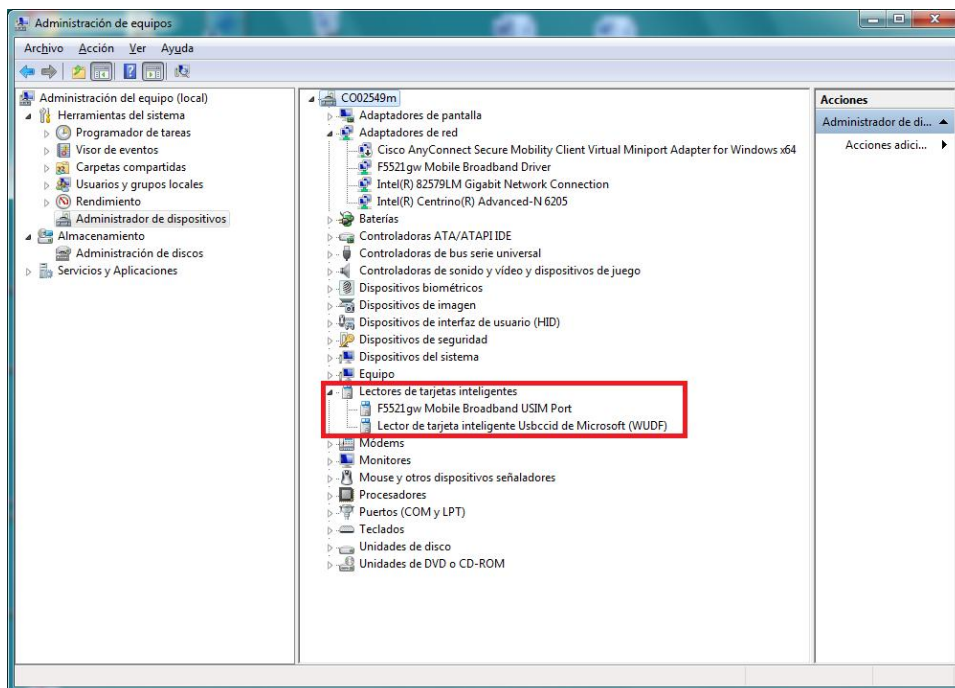 Administración de equipos
Archivo Acción Ver Ayuda
Administración del equipo (local)
Herramientas del sistema
Programador de tareas
Visor de eventos
Carpetas compartidas
Usuarios y grupos locales
Rendimiento
Administrador de dispositivos
Almacenamiento
Administración de discos
Servicios y Aplicaciones
CO02549m
Adaptadores de pantalla
Adaptadores de red
Cisco AnyConnect Secure Mobility Client Virtual Miniport Adapter for Windows x64
F5521gw Mobile Broadband Driver
Intel(R) 82579LM Gigabit Network Connection
Intel(R) Centrino(R) Advanced-N 6205
Baterías
Controladoras ATA/ATAPI IDE
Controladoras de bus serie universal
Controladoras de sonido y vídeo y dispositivos de juego
Dispositivos biométricos
Dispositivos de imagen
Dispositivos de interfaz de usuario (HID)
Dispositivos de seguridad
Dispositivos del sistema
Equipo
Lectores de tarjetas inteligentes
F5521gw Mobile Broadband USIM Port
Lector de tarjeta inteligente Usbccid de Microsoft (WUDF)
Módems
Monitores
Mouse y otros dispositivos señaladores
Procesadores
Puertos (COM y LPT)
Teclados
Unidades de disco
Unidades de DVD o CD-ROM
Acciones
Administrador de di...
Acciones adici...